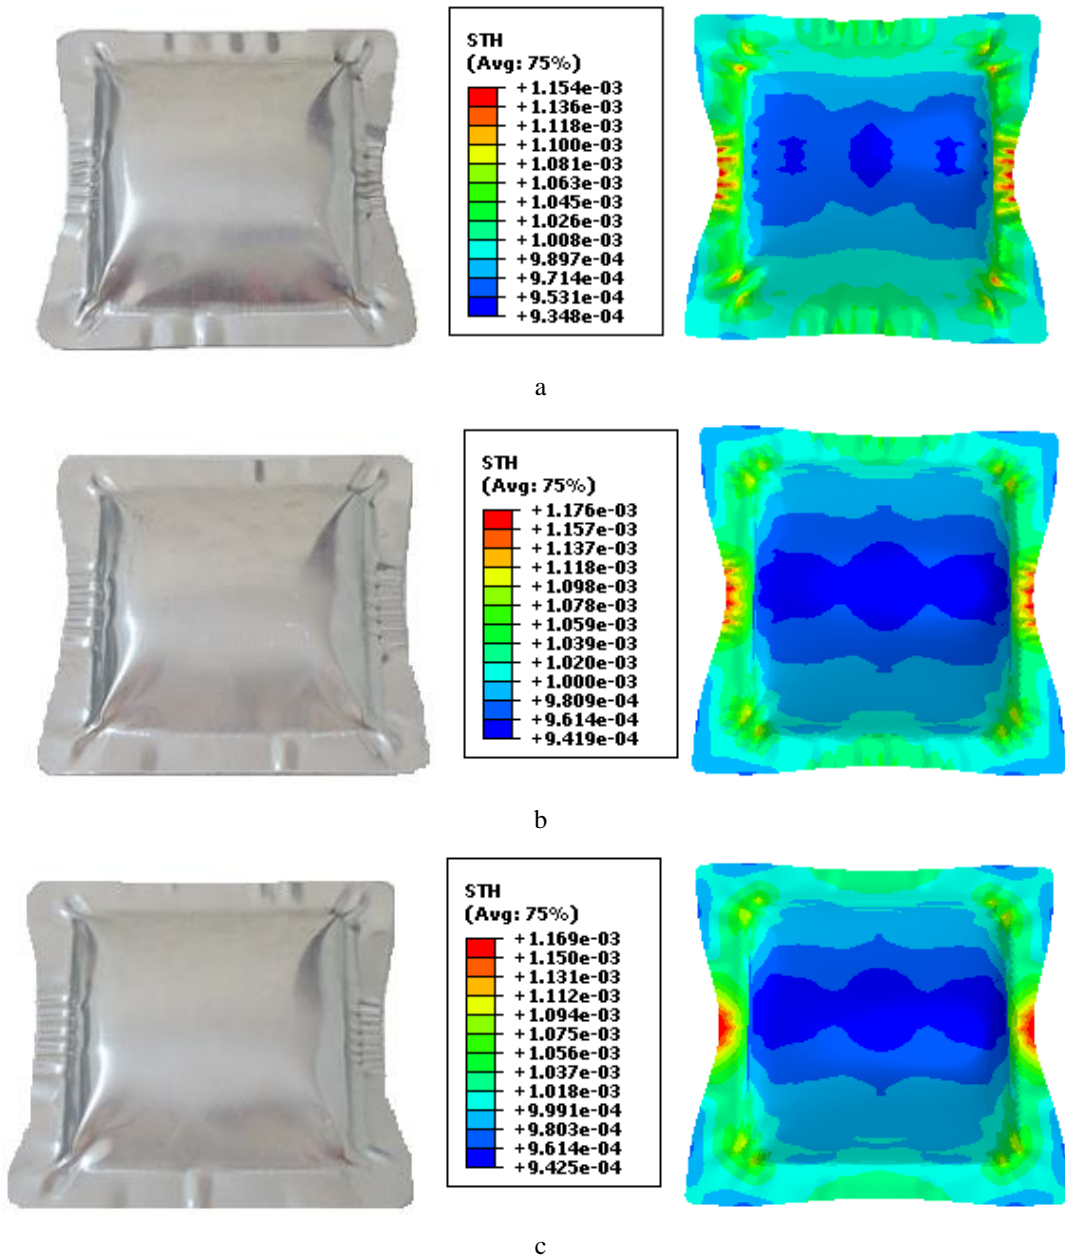 STH
(Avg: 75%)
+1.154e-03
+1.136e-03
+1.118e-03
+1.100e-03
+1.081e-03
+1.063e-03
+1.045e-03
+1.026e-03
+1.008e-03
+9.897e-04
+9.714e-04
+9.531e-04
+9.348e-04
a
STH
(Avg: 75%)
+1.176e-03
+1.157e-03
+1.137e-03
+1.118e-03
+1.098e-03
+1.078e-03
+1.059e-03
+1.039e-03
+1.020e-03
+1.000e-03
+9.809e-04
+9.614e-04
+9.419e-04
b
STH
(Avg: 75%)
+1.169e-03
+1.150e-03
+1.131e-03
+1.112e-03
+1.094e-03
+1.075e-03
+1.056e-03
+1.037e-03
+1.018e-03
+9.991e-04
+9.803e-04
+9.614e-04
+9.425e-04
c